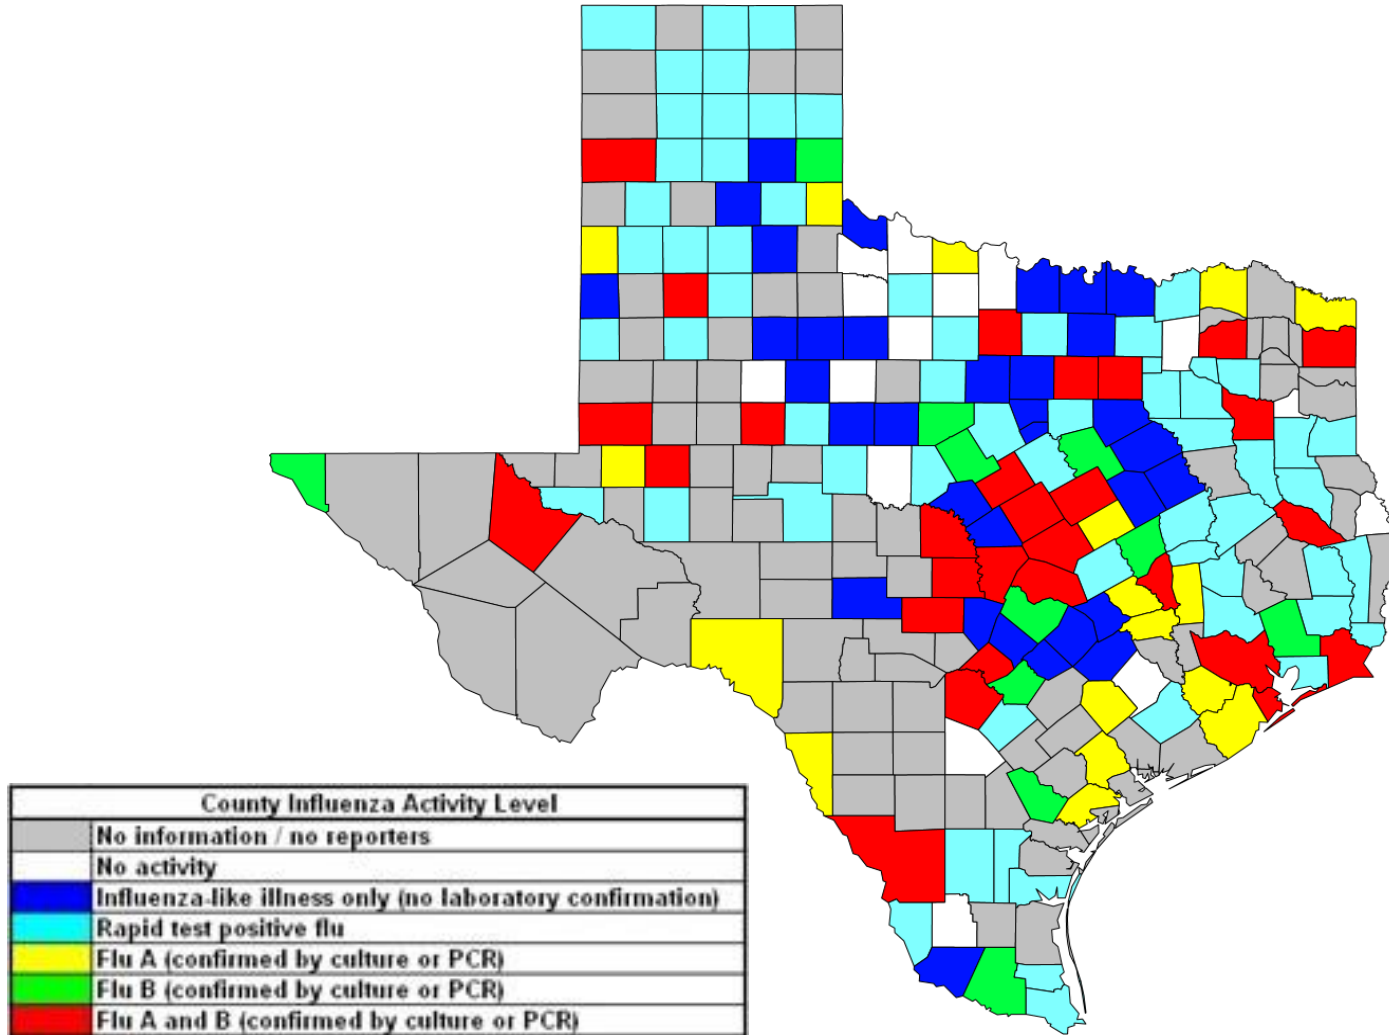 County Influenza Activity Level
No information / no reporters
No activity
Influenza-like illness only (no laboratory confirmation)
Rapid test positive flu
Flu A (confirmed by culture or PCR)
Flu B (confirmed by culture or PCR)
Flu A and B (confirmed by culture or PCR)